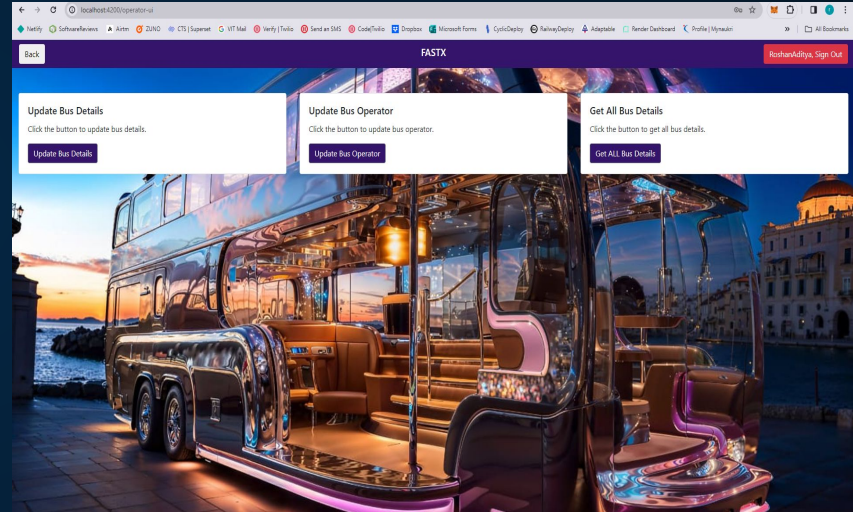 localhost:4200/operator-ui
Netlify SoftwareReviews Airtm ZUNO CTS | Superset VIT Mail Verify | Twilio Send an SMS Code|Twilio Dropbox Microsoft Forms CyclicDeploy RailwayDeploy Adaptable Render Dashboard Profile | Mynaukri » All Bookmarks
Back FASTX RoshanAditya, Sign Out
Update Bus Details Update Bus Operator Get All Bus Details
Click the button to update bus details. Click the button to update bus operator. Click the button to get all bus details.
Update Bus Details Update Bus Operator Get ALL Bus Details